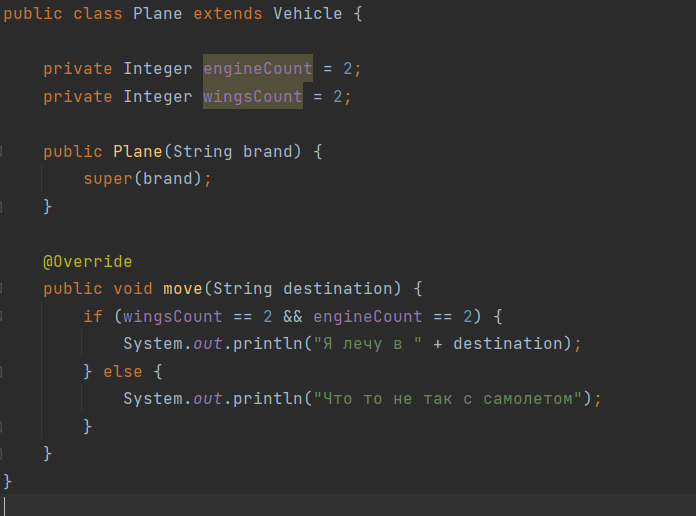 public class Plane extends Vehicle {
private Integer engineCount = 2;
private Integer wingsCount = 2;
public Plane(String brand) {
super(brand);
}
@Override
public void move(String destination) {
if (wingsCount == 2 && engineCount == 2) {
System.out.println("Я лечу в " + destination);
} else {
System.out.println("Что то не так с самолетом");
}
}
}